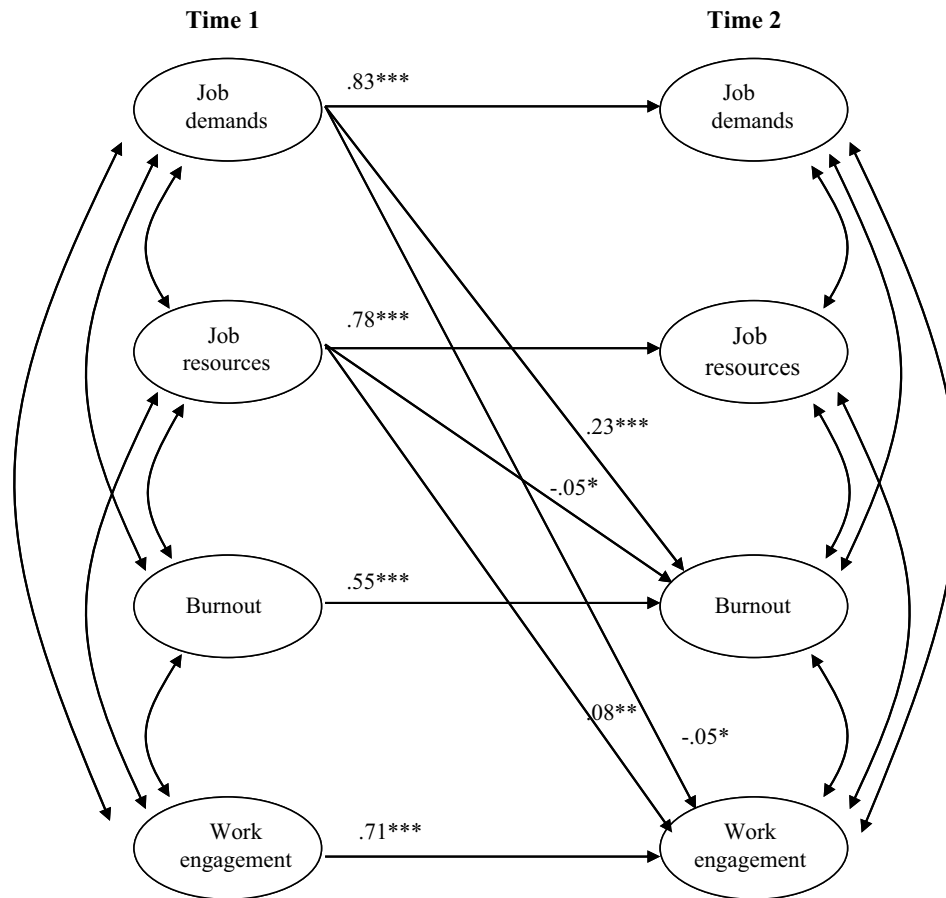 Time 1
Time 2
Job
demands
.83***
Job
demands
Job
resources
.78***
Job
resources
.23***
-.05*
Burnout
.55***
Burnout
.08**
-.05*
Work
engagement
.71***
Work
engagement